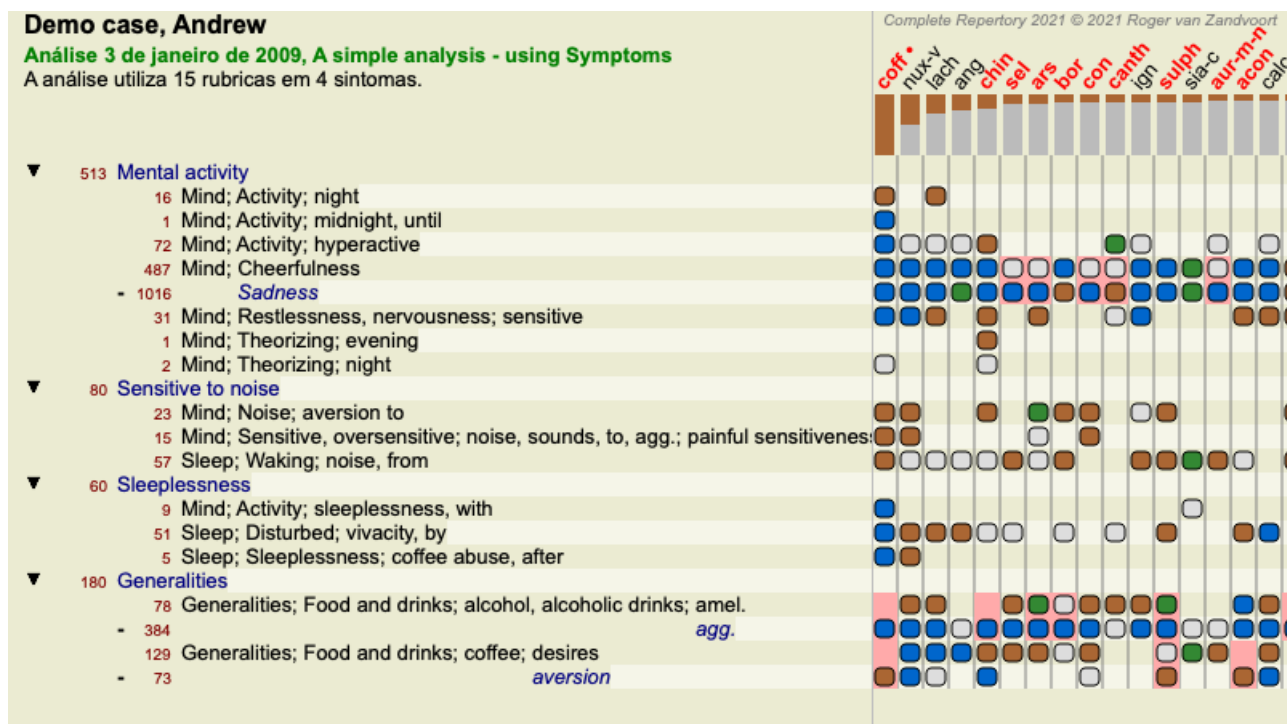 Demo case, Andrew
Complete Repertory 2021 © 2021 Roger van Zandvoort
Análise 3 de janeiro de 2009, A simple analysis - using Symptoms
A análise utiliza 15 rubricas em 4 sintomas.
coff • nux-v lach ang chin sel ars bor con canth ign sulph sia-c aur-m-n acon calc
▼ 513 Mental activity
16 Mind; Activity; night
1 Mind; Activity; midnight, until
72 Mind; Activity; hyperactive
487 Mind; Cheerfulness
- 1016 Sadness
31 Mind; Restlessness, nervousness; sensitive
1 Mind; Theorizing; evening
2 Mind; Theorizing; night
▼ 80 Sensitive to noise
23 Mind; Noise; aversion to
15 Mind; Sensitive, oversensitive; noise, sounds, to, agg.; painful sensitiveness
57 Sleep; Waking; noise, from
▼ 60 Sleeplessness
9 Mind; Activity; sleeplessness, with
51 Sleep; Disturbed; vivacity, by
5 Sleep; Sleeplessness; coffee abuse, after
▼ 180 Generalities
78 Generalities; Food and drinks; alcohol, alcoholic drinks; amel.
- 384 agg.
129 Generalities; Food and drinks; coffee; desires
- 73 aversion